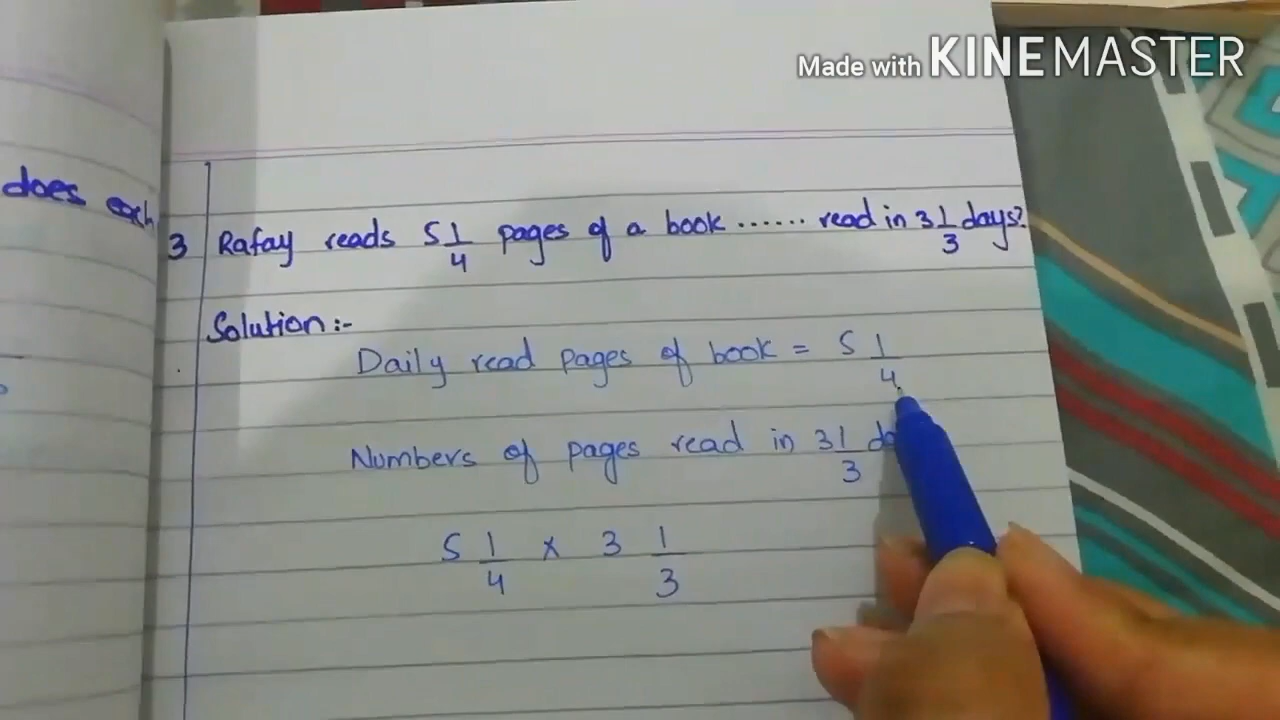 Made with KINEMASTER
does each
3 Rafay reads 5 1/4 pages of a book ...... read in 3 1/3 days?
Solution:-
Daily read pages of book = 5 1/4
Numbers of pages read in 3 1/3
5 1/4 x 3 1/3